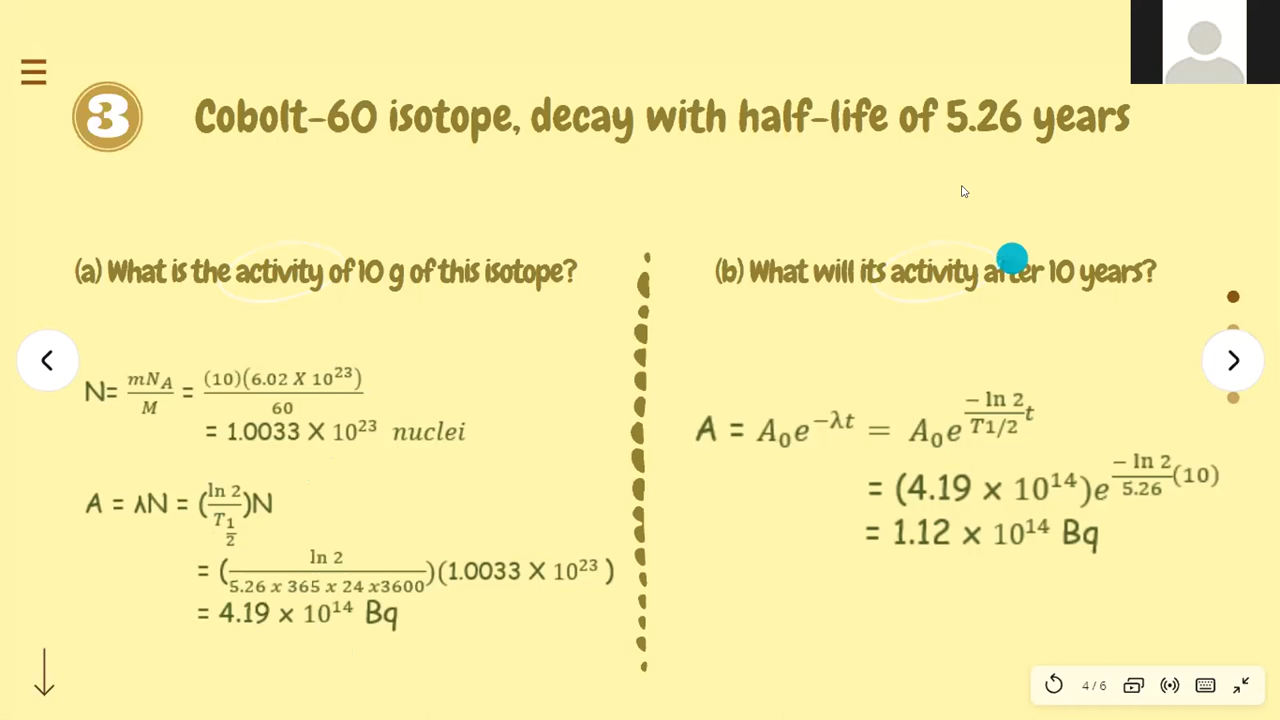 3 Cobolt-60 isotope, decay with half-life of 5.26 years
(a) What is the activity of 10 g of this isotope?
N= mN_A / M = (10)(6.02 X 10^23) / 60
= 1.0033 X 10^23 nuclei
A = λN = (ln 2 / T_1/2)N
= (ln 2 / 5.26 x 365 x 24 x3600)(1.0033 X 10^23 )
= 4.19 × 10^14 Bq
(b) What will its activity after 10 years?
A = A_0e^−λt = A_0e^(− ln 2 / T1/2)t
= (4.19 × 10^14)e^(− ln 2 / 5.26)(10)
= 1.12 × 10^14 Bq
4 / 6